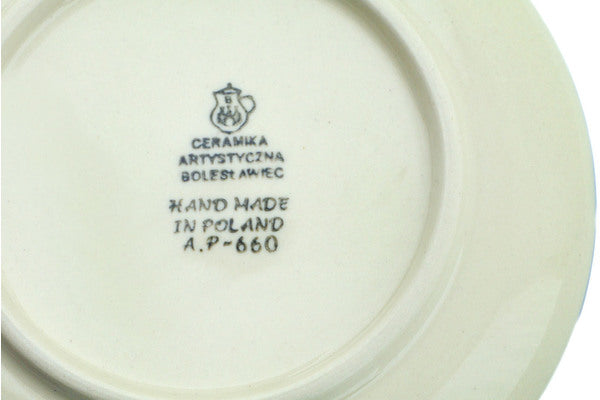 CERAMIKA
ARTYSTYCZNA
BOLESŁAWIEC
HAND MADE
IN POLAND
A.P-660